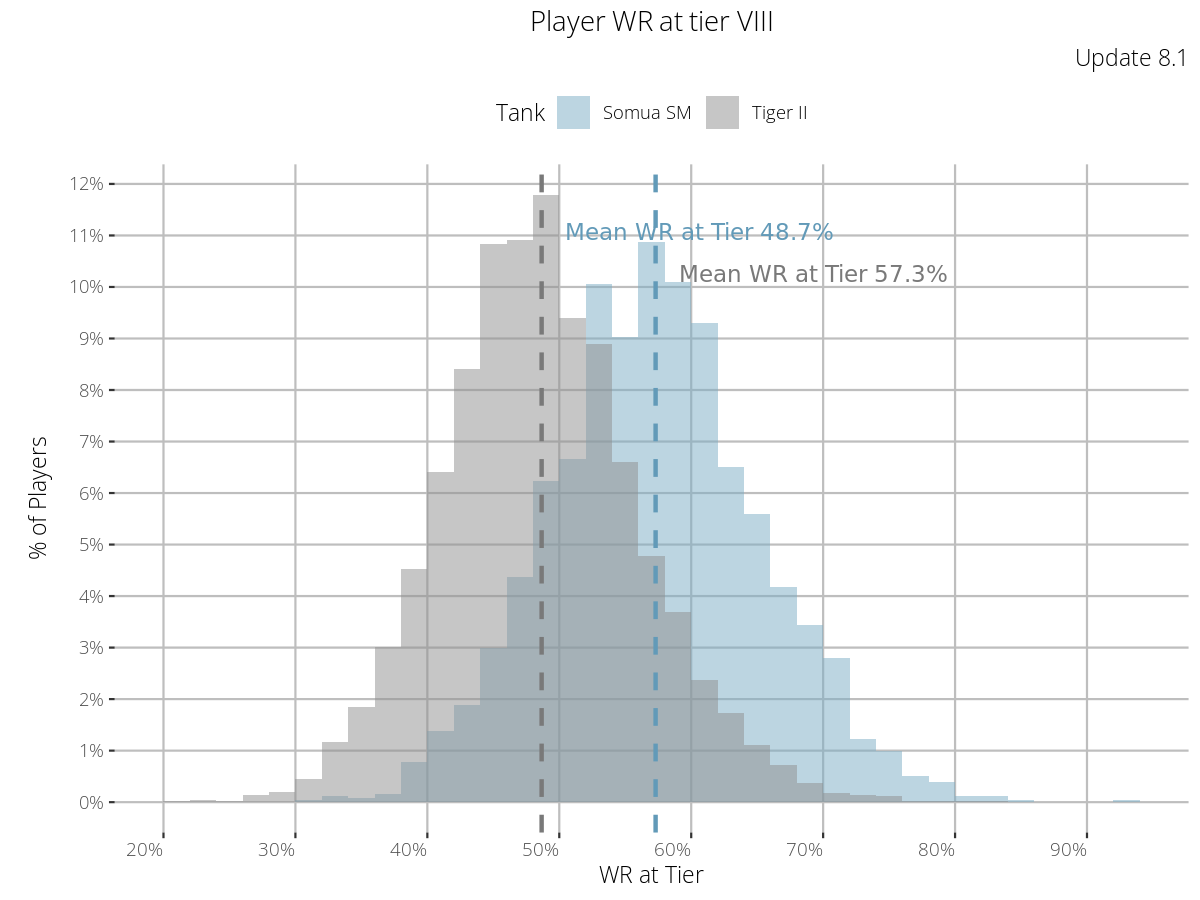 Player WR at tier VIII
Update 8.1
Tank Somua SM Tiger II
12%
11%
10%
9%
8%
7%
6%
5%
4%
3%
2%
1%
0%
% of Players
Mean WR at Tier 48.7%
Mean WR at Tier 57.3%
20% 30% 40% 50% 60% 70% 80% 90%
WR at Tier